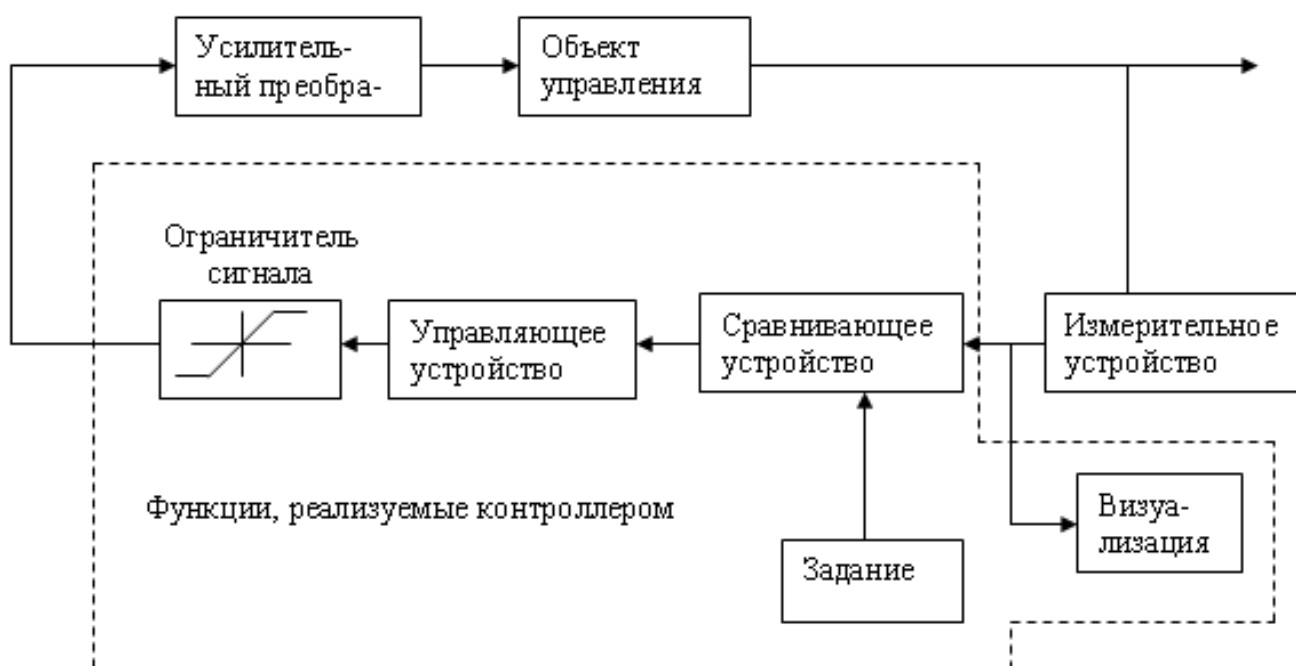 Усилитель-
ный преобра-
Объект
управления
Ограничитель
сигнала
Управляющее
устройство
Сравнивающее
устройство
Измерительное
устройство
Функции, реализуемые контроллером
Задание
Визуа-
лизация